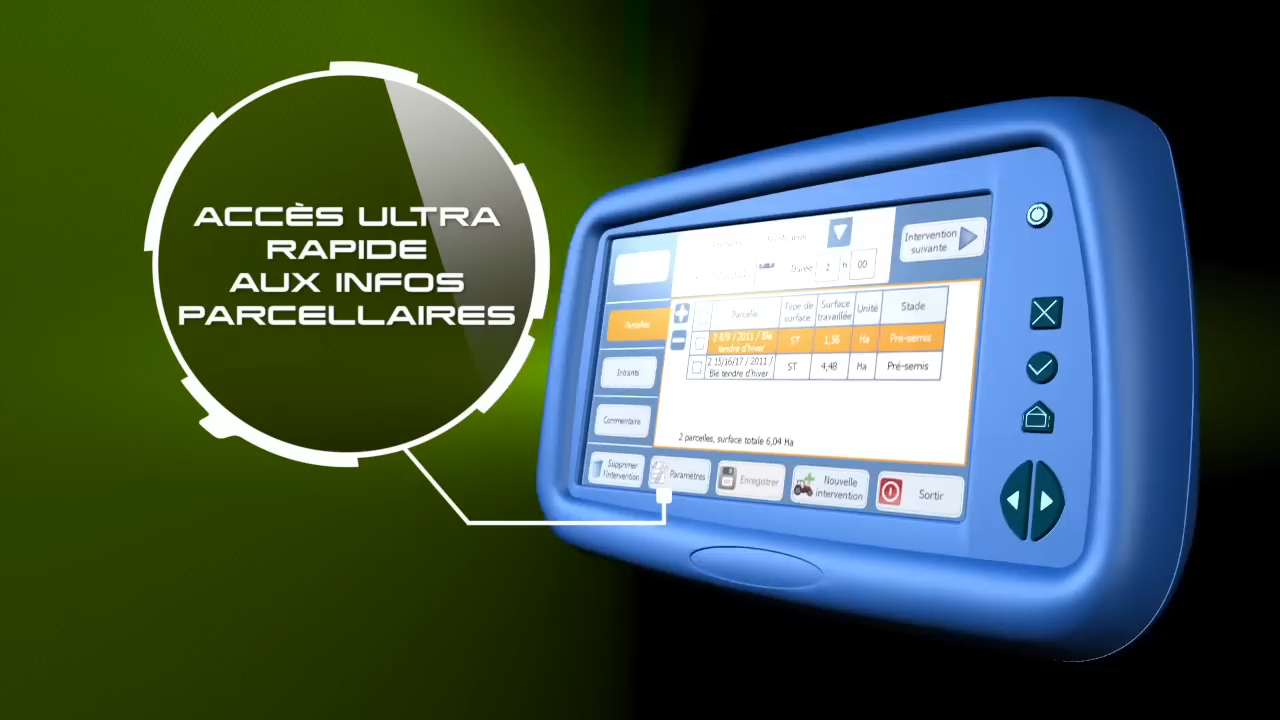 ACCÈS ULTRA
RAPIDE
AUX INFOS
PARCELLAIRES
Intervention
suivante
Durée 2 h 00
Parcelles
Parcelle
Type de
surface
Surface
travaillée
Unité
Stade
2 8/9 / 2011 / Blé
tendre d'hiver
ST
1,56
Ha
Pré-semis
2 15/16/17 / 2011 /
Blé tendre d'hiver
ST
4,48
Ha
Pré-semis
Intrants
Commentaire
2 parcelles, surface totale 6,04 Ha
Supprimer
l'intervention
Paramètres
Enregistrer
Nouvelle
intervention
Sortir